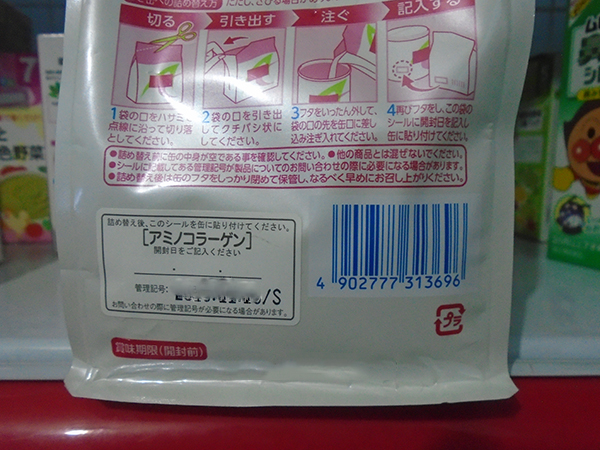 切る
引き出す
注ぐ
記入する
1袋の口をハサミで
点線に沿って切り落
としてください。
2袋の口を引き出
してクチバシ状に
してください。
3フタをいったん外して、
袋の口の先を缶口に差し
込み注ぎ入れてください。
4再びフタをし、この袋の
シールに開封日を記入し
缶に貼り付けてください。
●詰め替え前に缶の中身が空である事を確認してください。●他の商品とは混ぜないでください。
●シールに記載してある管理記号が製品についてのお問い合わせの際に必要になる場合があります。
●詰め替え後は缶のフタをしっかり閉めて保管し、なるべく早めにお召し上がりください。
詰め替え後、このシールを缶に貼り付けてください。
[アミノコラーゲン]
開封日をご記入ください
管理記号:
/S
お問い合わせの際に管理記号が必要になる場合があります。
4 902777 313696
プラ
賞味期限(開封前)
色野菜
7